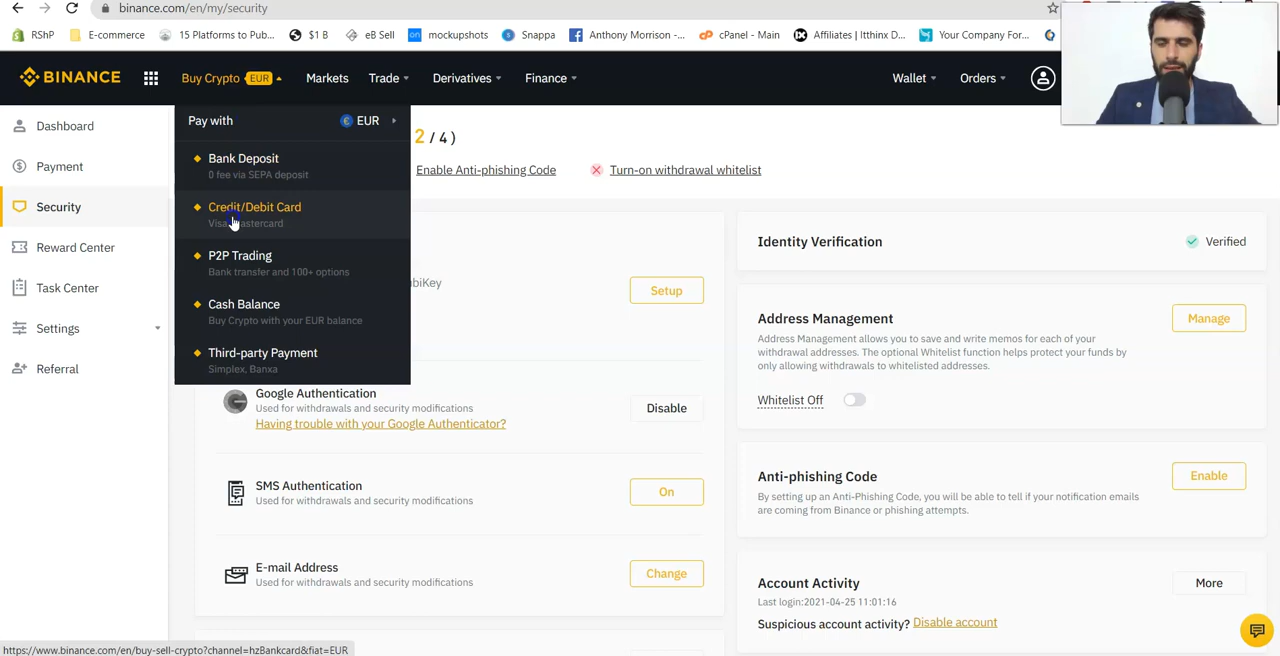 binance.com/en/my/security
RShP
E-commerce
15 Platforms to Pub...
$1 B
eB Sell
on
mockupshots
Snappa
Anthony Morrison -...
cPanel - Main
Affiliates | Itthinx D...
Your Company For...
BINANCE
Buy Crypto EUR
Markets
Trade
Derivatives
Finance
Wallet
Orders
Dashboard
Payment
Security
Reward Center
Task Center
Settings
Referral
Pay with
EUR
Bank Deposit
0 fee via SEPA deposit
Credit/Debit Card
P2P Trading
Bank transfer and 100+ options
Cash Balance
Buy Crypto with your EUR balance
Third-party Payment
Simplex, Banxa
2 / 4 )
Enable Anti-phishing Code
Turn-on withdrawal whitelist
biKey
Setup
Google Authentication
Used for withdrawals and security modifications
Having trouble with your Google Authenticator?
Disable
SMS Authentication
Used for withdrawals and security modifications
On
E-mail Address
Used for withdrawals and security modifications
Change
Identity Verification
Verified
Address Management
Address Management allows you to save and write memos for each of your
withdrawal addresses. The optional Whitelist function helps protect your funds by
only allowing withdrawals to whitelisted addresses.
Manage
Whitelist Off
Anti-phishing Code
By setting up an Anti-Phishing Code, you will be able to tell if your notification emails
are coming from Binance or phishing attempts.
Enable
Account Activity
Last login:2021-04-25 11:01:16
More
Suspicious account activity? Disable account
https://www.binance.com/en/buy-sell-crypto?channel=hzBankcard&fiat=EUR